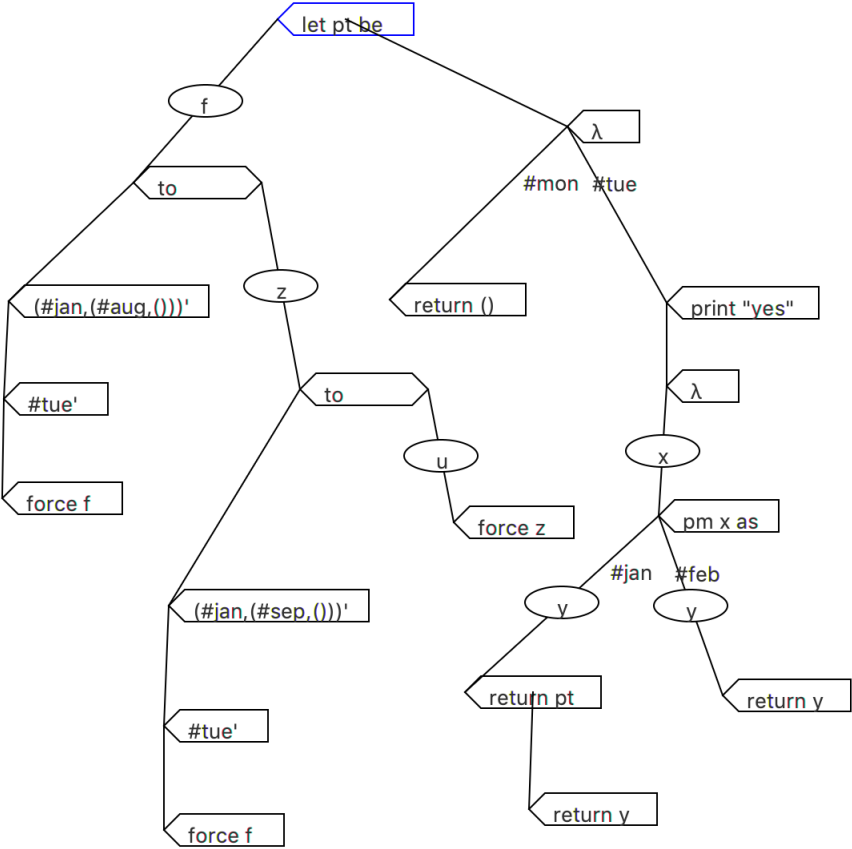 let pt be
f
λ
to
#mon #tue
z
(#jan,(#aug,()))'
return ()
print "yes"
to
λ
#tue'
u
x
force f
force z
pm x as
#jan #feb
y
y
(#jan,(#sep,()))'
return pt
return y
#tue'
return y
force f